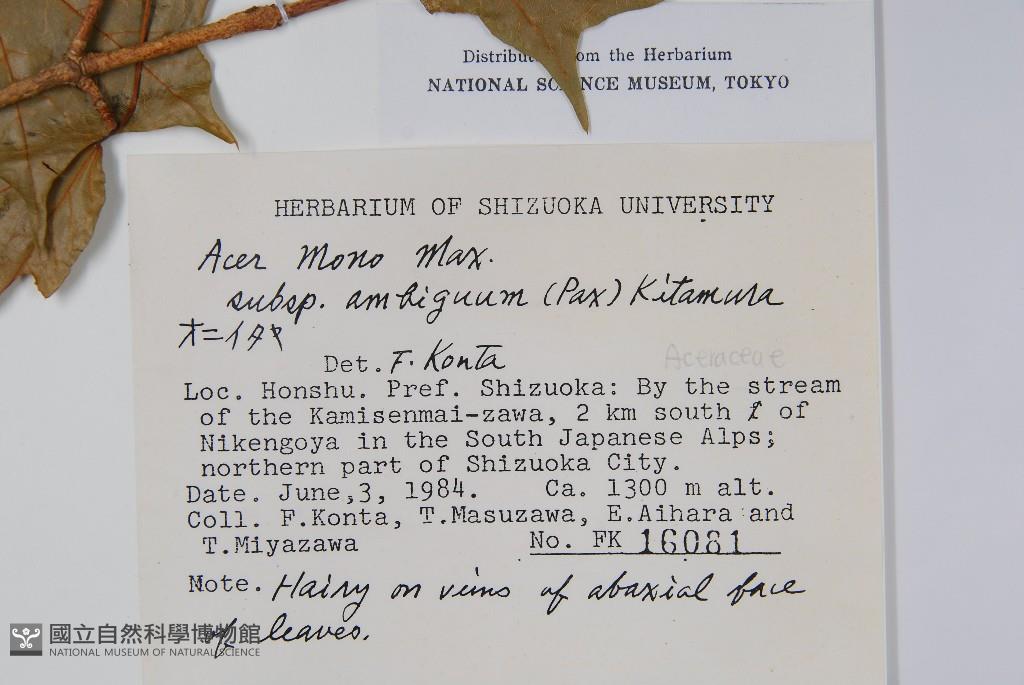 Distribut om the Herbarium
NATIONAL SC NCE MUSEUM, TOKYO
HERBARIUM OF SHIZUOKA UNIVERSITY
Acer Mono Max.
subsp. ambiguum (Pax) Kitamura
オ=イタヤ
Det. F. Konta
Aceraceae
Loc. Honshu. Pref. Shizuoka: By the stream
of the Kamisenmai-zawa, 2 km south of
Nikengoya in the South Japanese Alps;
northern part of Shizuoka City.
Date. June,3, 1984. Ca. 1300 m alt.
Coll. F.Konta, T.Masuzawa, E.Aihara and
T.Miyazawa No. FK 16081
Note. Hairy on veins of abaxial face
of leaves.
國立自然科學博物館
NATIONAL MUSEUM OF NATURAL SCIENCE